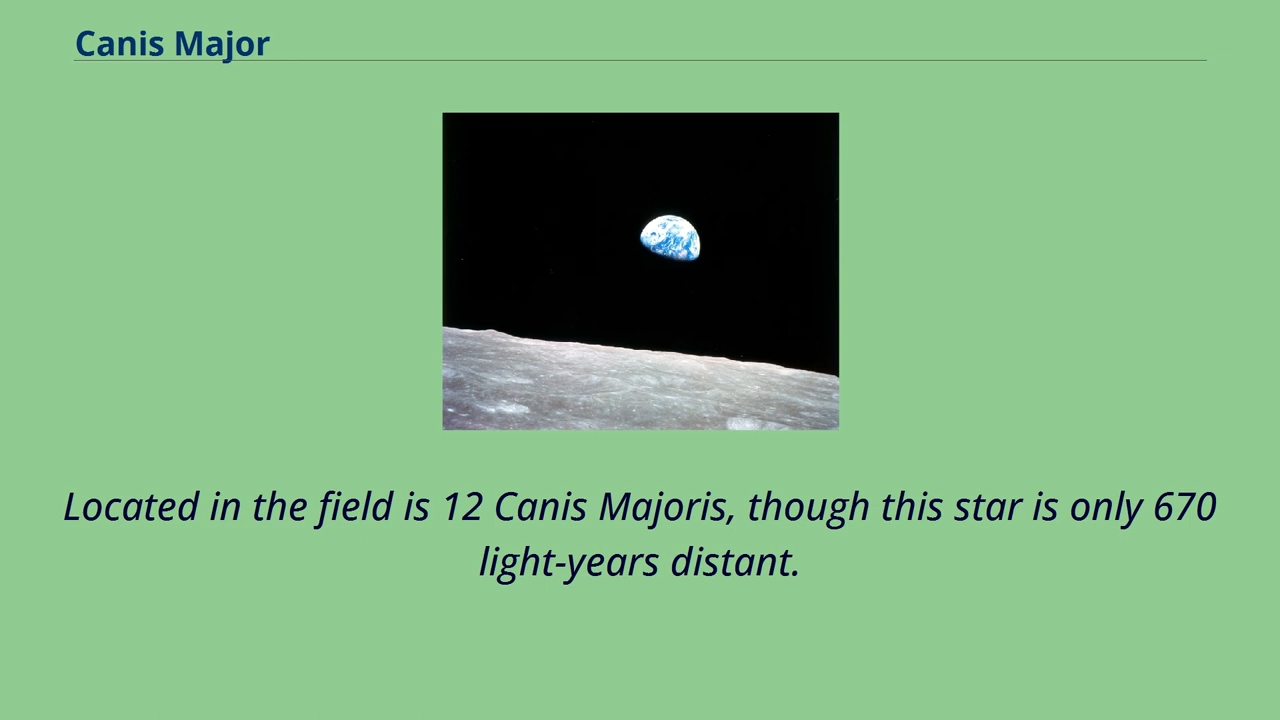 Canis Major
Located in the field is 12 Canis Majoris, though this star is only 670
light-years distant.